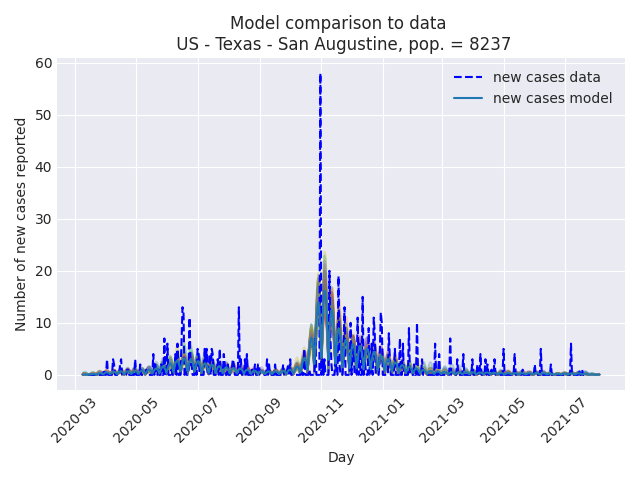 Model comparison to data
US - Texas - San Augustine, pop. = 8237
new cases data
new cases model
Number of new cases reported
60
50
40
30
20
10
0
2020-03
2020-05
2020-07
2020-09
2020-11
2021-01
2021-03
2021-05
2021-07
Day